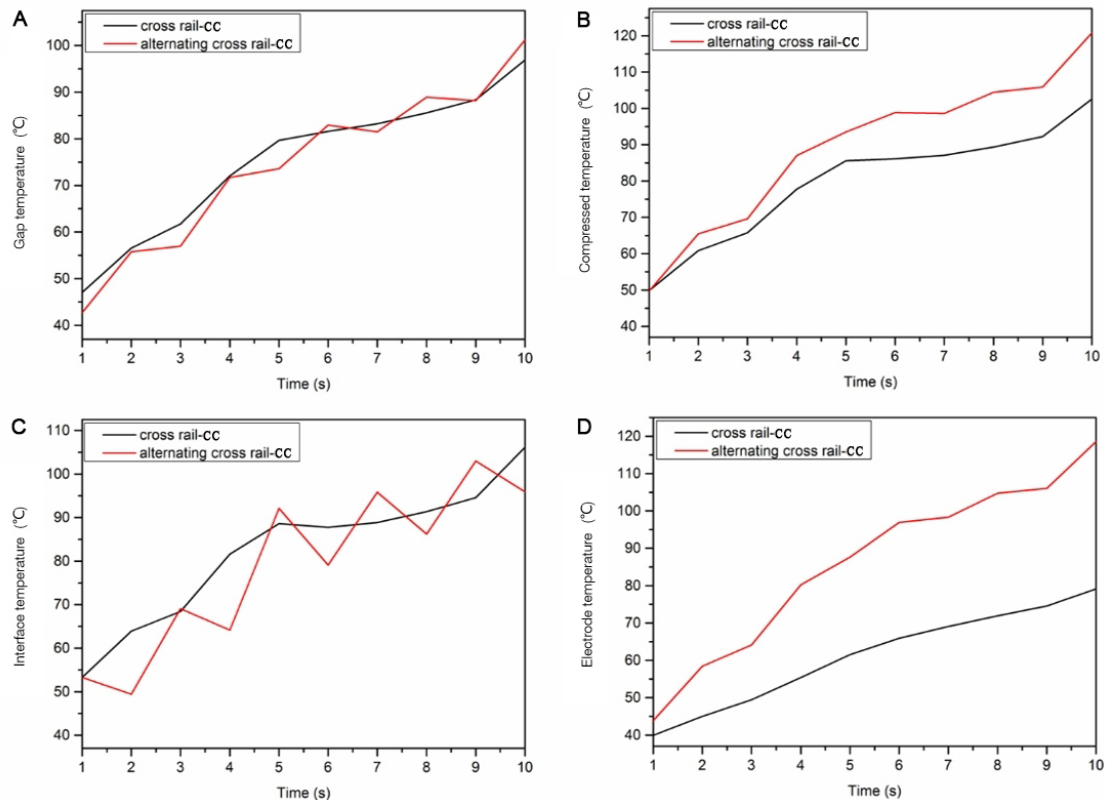 A
cross rail-CC
alternating cross rail-CC
Gap temperature (℃)
100
90
80
70
60
50
40
1 2 3 4 5 6 7 8 9 10
Time (s)
B
cross rail-CC
alternating cross rail-CC
Compressed temperature (℃)
120
110
100
90
80
70
60
50
40
1 2 3 4 5 6 7 8 9 10
Time (s)
C
cross rail-CC
alternating cross rail-CC
Interface temperature (℃)
110
100
90
80
70
60
50
40
1 2 3 4 5 6 7 8 9 10
Time (s)
D
cross rail-CC
alternating cross rail-CC
Electrode temperature (℃)
120
110
100
90
80
70
60
50
40
1 2 3 4 5 6 7 8 9 10
Time (s)